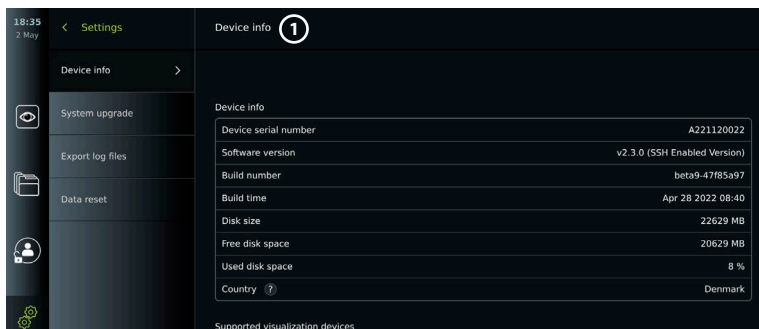 18:35
2 May
Settings
Device info
1
Device info
System upgrade
Export log files
Data reset
Device info
Device serial number A221120022
Software version v2.3.0 (SSH Enabled Version)
Build number beta9-47f85a97
Build time Apr 28 2022 08:40
Disk size 22629 MB
Free disk space 20629 MB
Used disk space 8 %
Country ? Denmark
Supported visualization devices